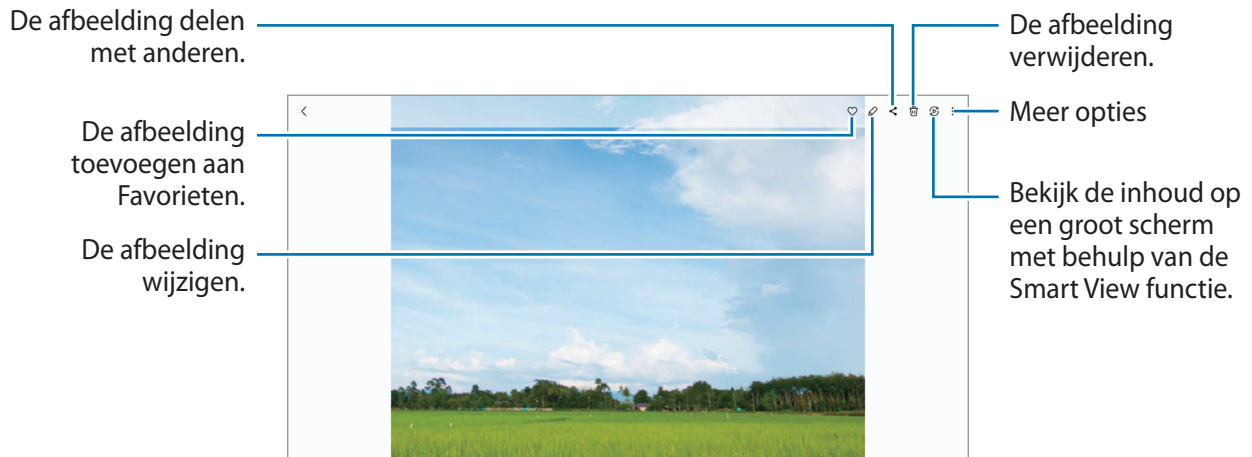 De afbeelding delen
met anderen.
De afbeelding
toevoegen aan
Favorieten.
De afbeelding
wijzigen.
De afbeelding
verwijderen.
Meer opties
Bekijk de inhoud op
een groot scherm
met behulp van de
Smart View functie.